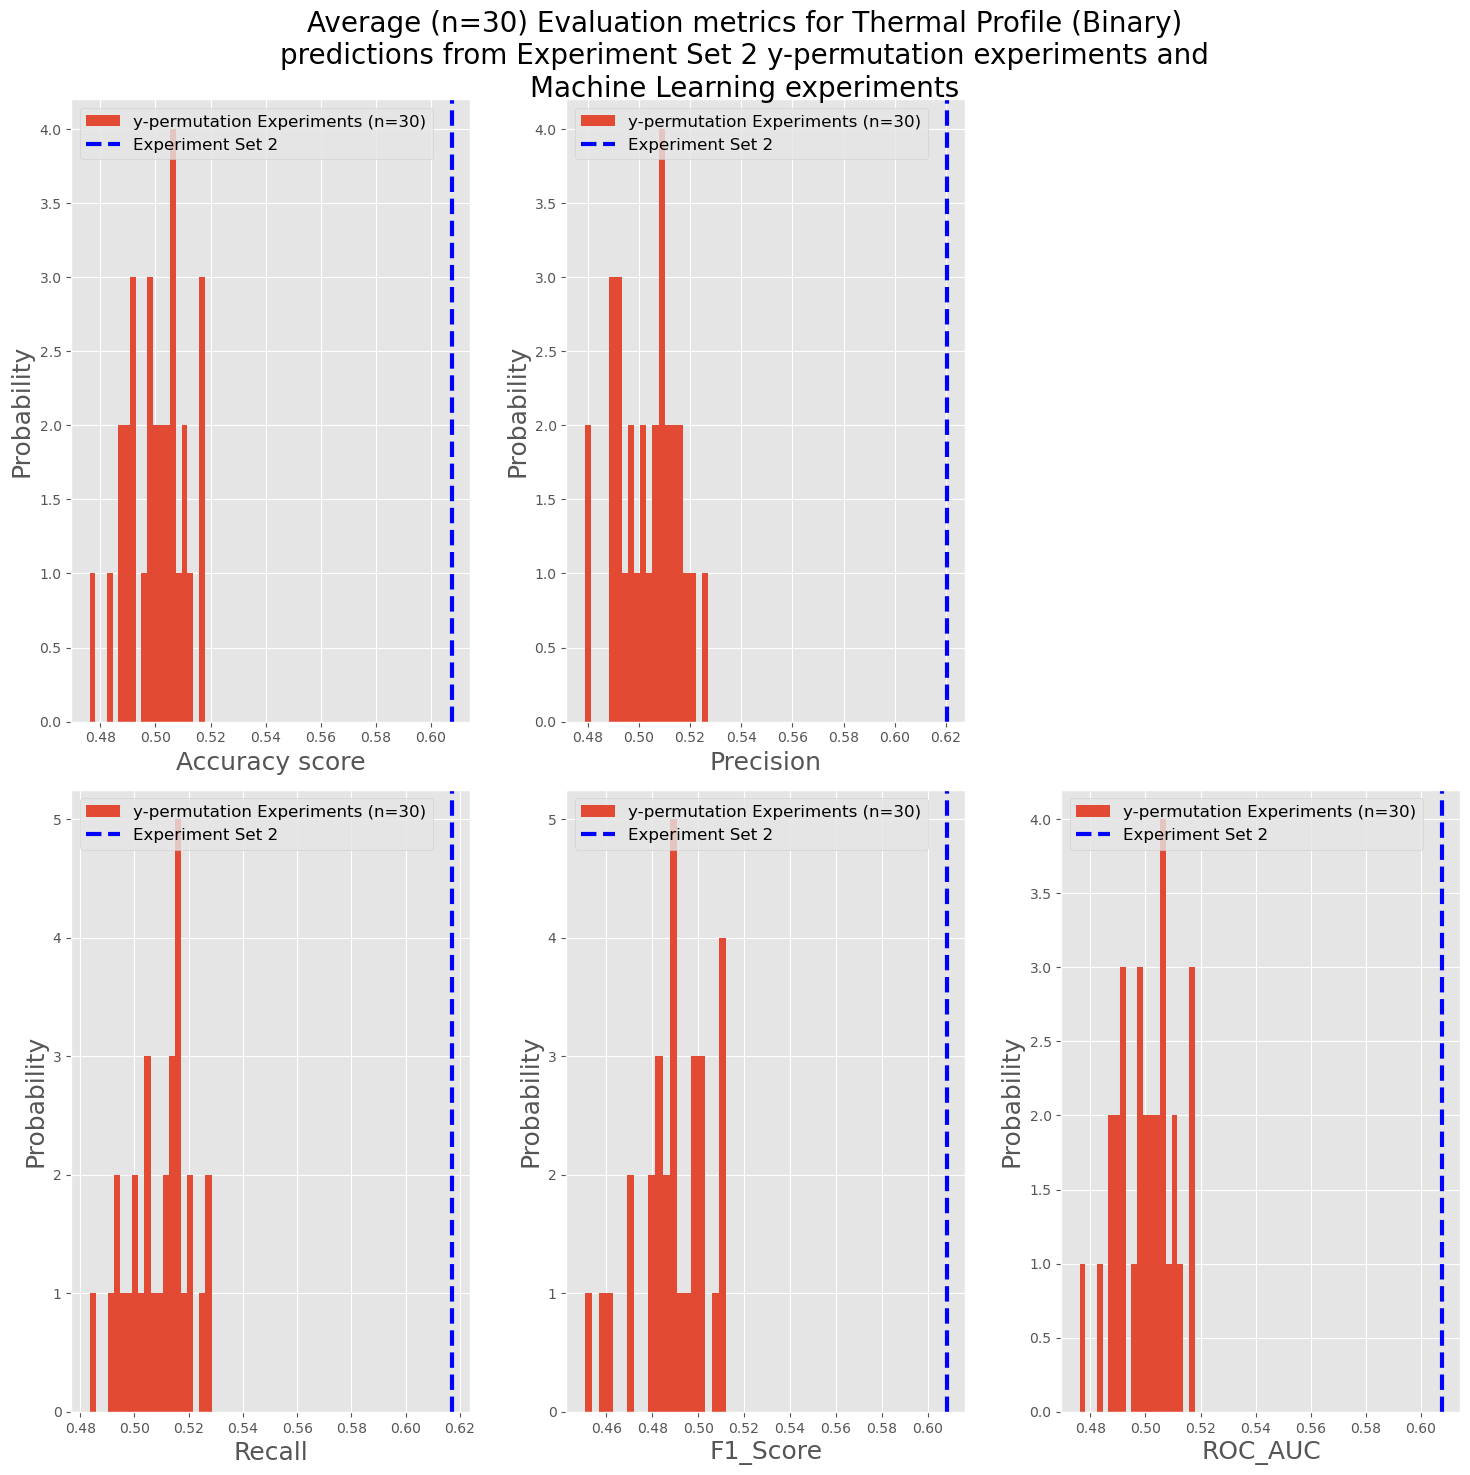 Average (n=30) Evaluation metrics for Thermal Profile (Binary)
predictions from Experiment Set 2 y-permutation experiments and
Machine Learning experiments
y-permutation Experiments (n=30)
Experiment Set 2
4.0
3.5
3.0
2.5
2.0
1.5
1.0
0.5
0.0
Probability
0.48 0.50 0.52 0.54 0.56 0.58 0.60
Accuracy score
y-permutation Experiments (n=30)
Experiment Set 2
4.0
3.5
3.0
2.5
2.0
1.5
1.0
0.5
0.0
Probability
0.48 0.50 0.52 0.54 0.56 0.58 0.60 0.62
Precision
y-permutation Experiments (n=30)
Experiment Set 2
5
4
3
2
1
0
Probability
0.48 0.50 0.52 0.54 0.56 0.58 0.60 0.62
Recall
y-permutation Experiments (n=30)
Experiment Set 2
5
4
3
2
1
0
Probability
0.46 0.48 0.50 0.52 0.54 0.56 0.58 0.60
F1_Score
y-permutation Experiments (n=30)
Experiment Set 2
4.0
3.5
3.0
2.5
2.0
1.5
1.0
0.5
0.0
Probability
0.48 0.50 0.52 0.54 0.56 0.58 0.60
ROC_AUC